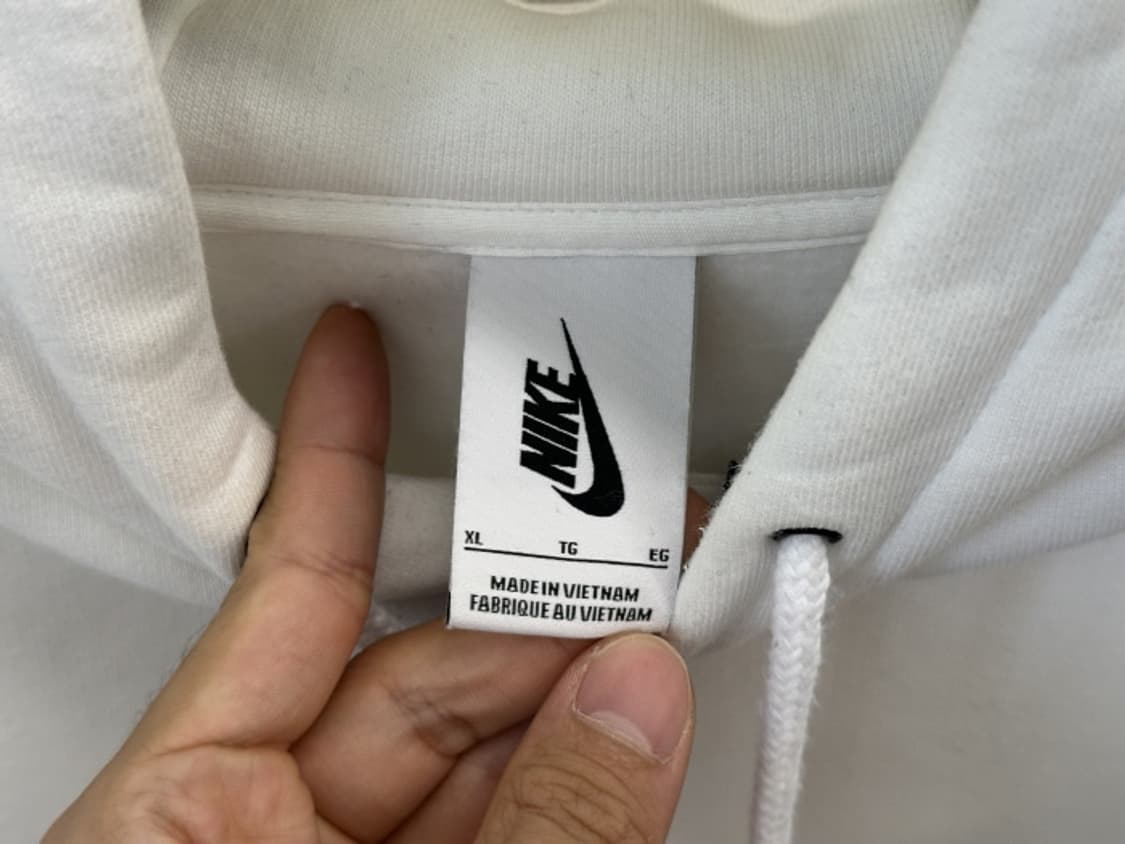 NIKE
XL TG EG
MADE IN VIETNAM
FABRIQUE AU VIETNAM